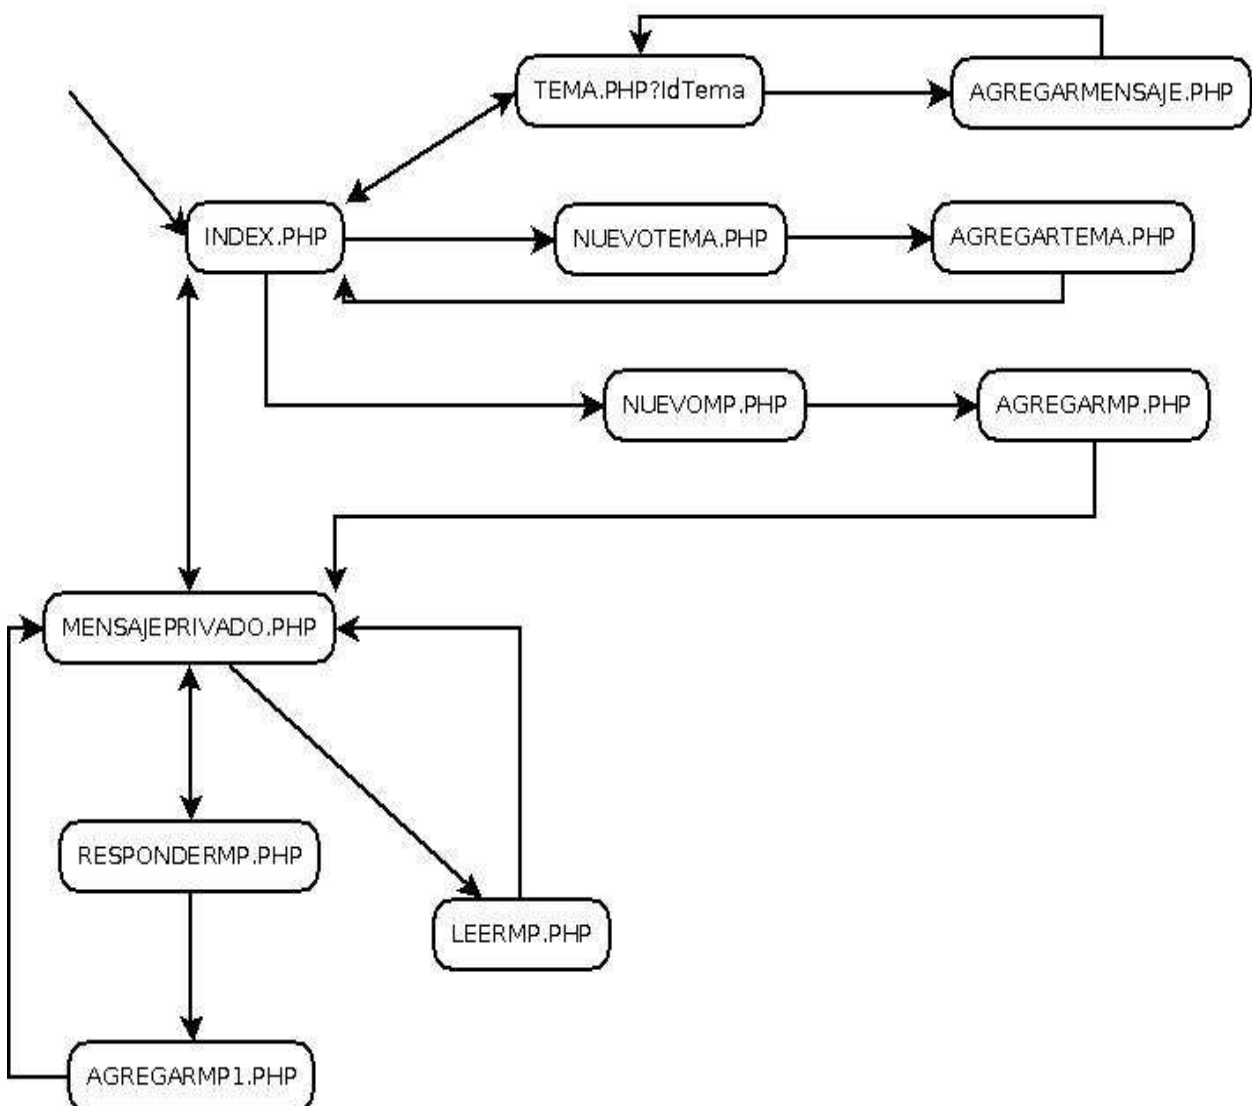 TEMA.PHP?IdTema
AGREGARMENSAJE.PHP
INDEX.PHP
NUEVOTEMA.PHP
AGREGARTEMA.PHP
NUEVOMP.PHP
AGREGARMP.PHP
MENSAJEPRIVADO.PHP
RESPONDERMP.PHP
LEERMP.PHP
AGREGARMP1.PHP